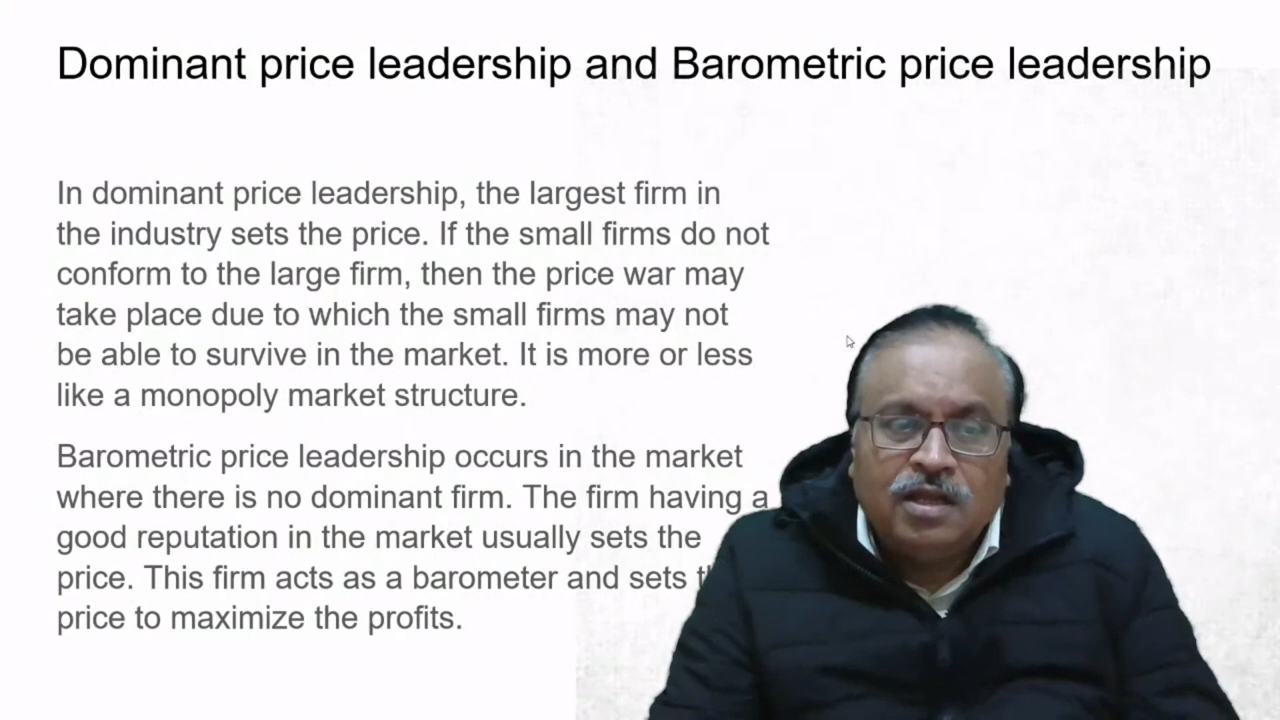 Dominant price leadership and Barometric price leadership
In dominant price leadership, the largest firm in
the industry sets the price. If the small firms do not
conform to the large firm, then the price war may
take place due to which the small firms may not
be able to survive in the market. It is more or less
like a monopoly market structure.
Barometric price leadership occurs in the market
where there is no dominant firm. The firm having a
good reputation in the market usually sets the
price. This firm acts as a barometer and sets
price to maximize the profits.